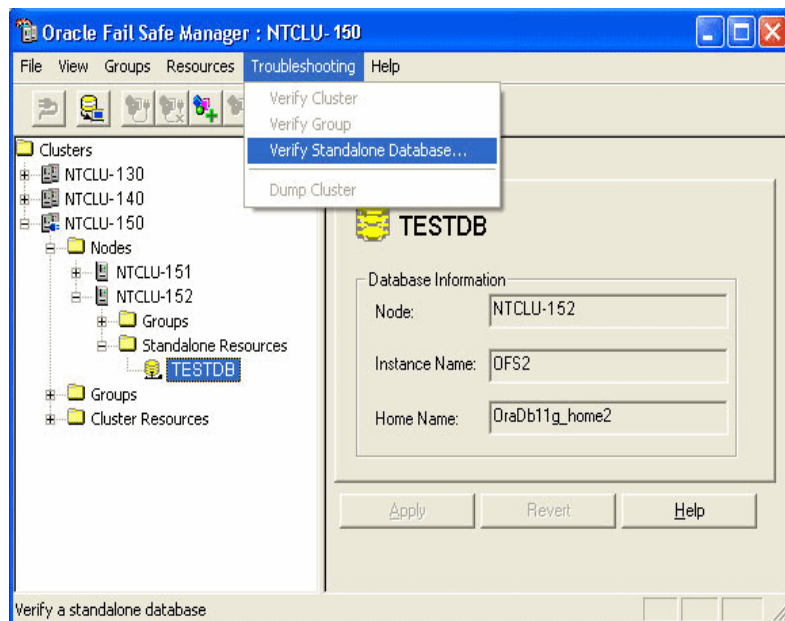 Oracle Fail Safe Manager : NTCLU- 150
File View Groups Resources Troubleshooting Help
Verify Cluster
Verify Group
Verify Standalone Database...
Dump Cluster
Clusters
NTCLU-130
NTCLU-140
NTCLU-150
Nodes
NTCLU-151
NTCLU-152
Groups
Standalone Resources
TESTDB
Groups
Cluster Resources
TESTDB
Database Information
Node: NTCLU-152
Instance Name: OFS2
Home Name: OraDb11g_home2
Apply Revert Help
Verify a standalone database